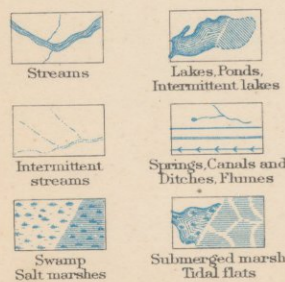 Streams
Lakes, Ponds,
Intermittent lakes
Intermittent
streams
Springs, Canals and
Ditches, Flumes
Swamp
Salt marshes
Submerged marsh
Tidal flats